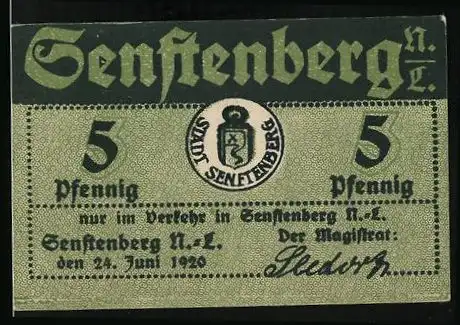 Senftenberg N.-L.
5 5
STADT SENFTENBERG
Pfennig Pfennig
nur im Verkehr in Senftenberg N.-L.
Senftenberg N.-L. Der Magistrat:
den 24. Juni 1920